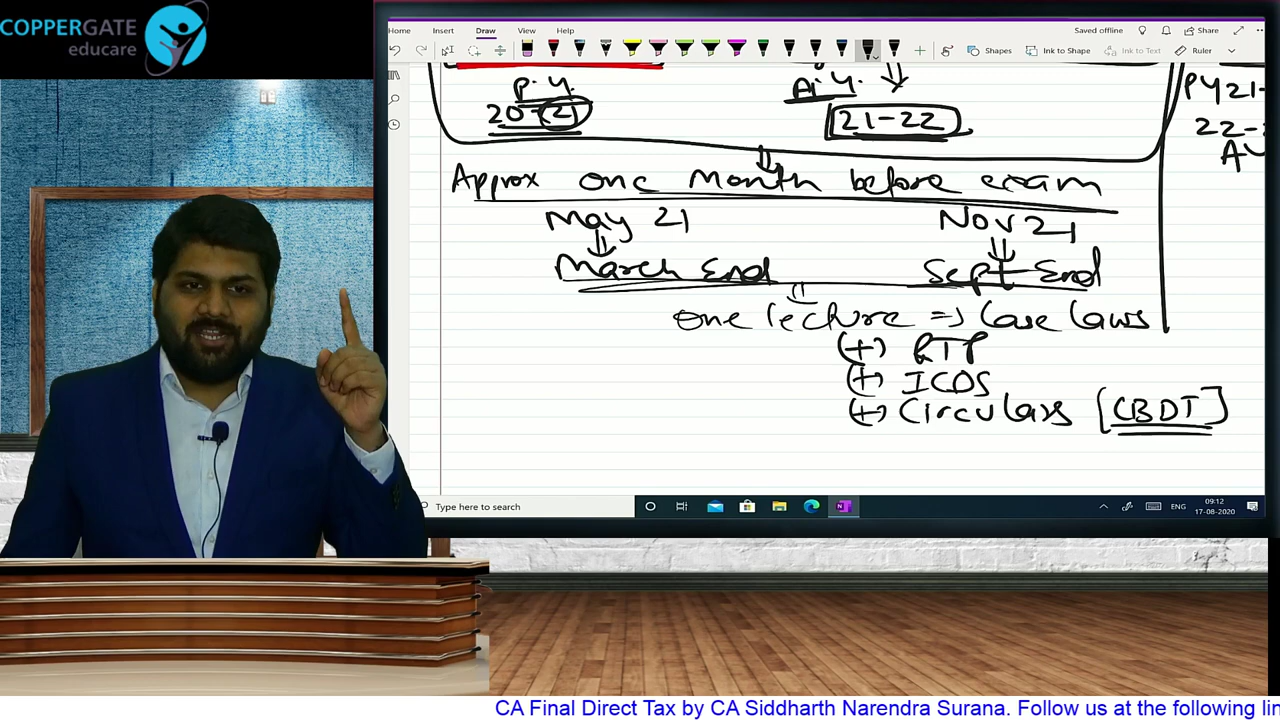 COPPERGATE
educare
Home Insert Draw View Help
Saved offline
Share
Shapes
Ink to Shape
Ink to Text
Ruler
P.Y. A.Y.
20-(21) 21-22
PY 21-
22-
Approx one month before exam
May 21 Nov 21
March End Sept End
one lecture => Case laws
(+) RTP
(+) ICDS
(+) Circulars [CBDT]
Type here to search
ENG
09:12
17-08-2020
CA Final Direct Tax by CA Siddharth Narendra Surana. Follow us at the following lin